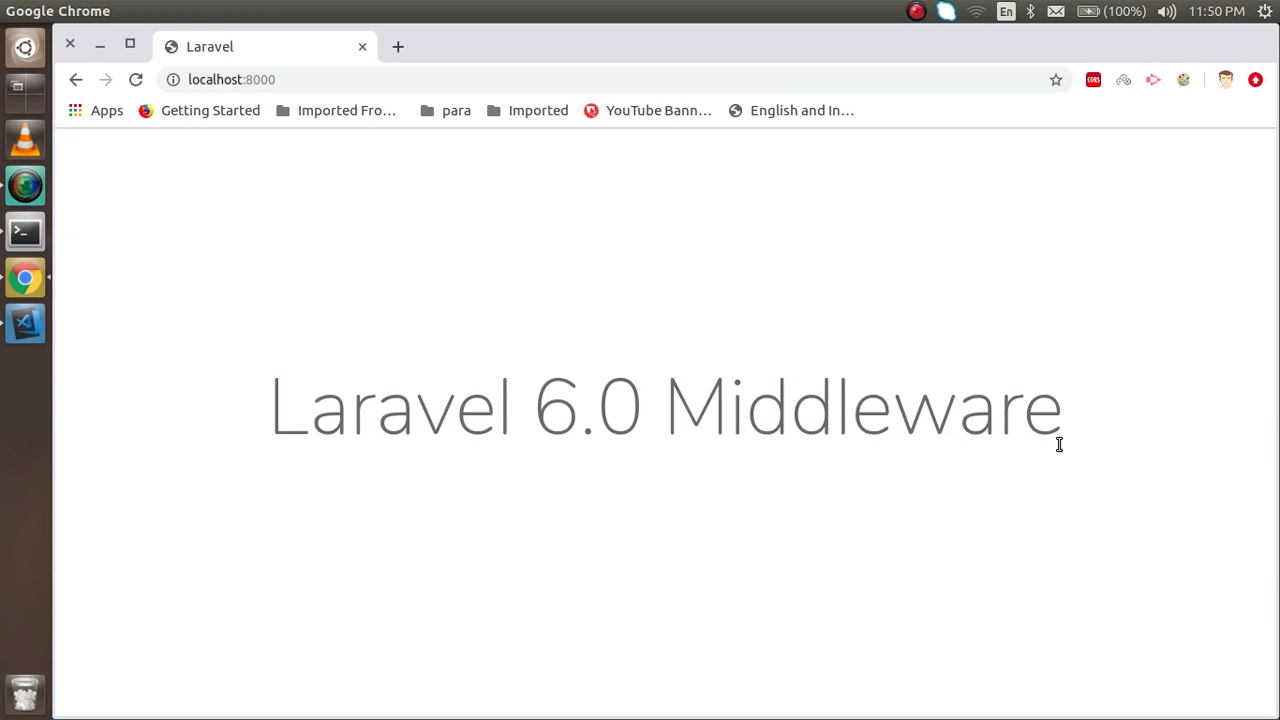 Google Chrome
En
(100%)
11:50 PM
Laravel
localhost:8000
CORS
Apps
Getting Started
Imported Fro...
para
Imported
YouTube Bann...
English and In...
Laravel 6.0 Middleware